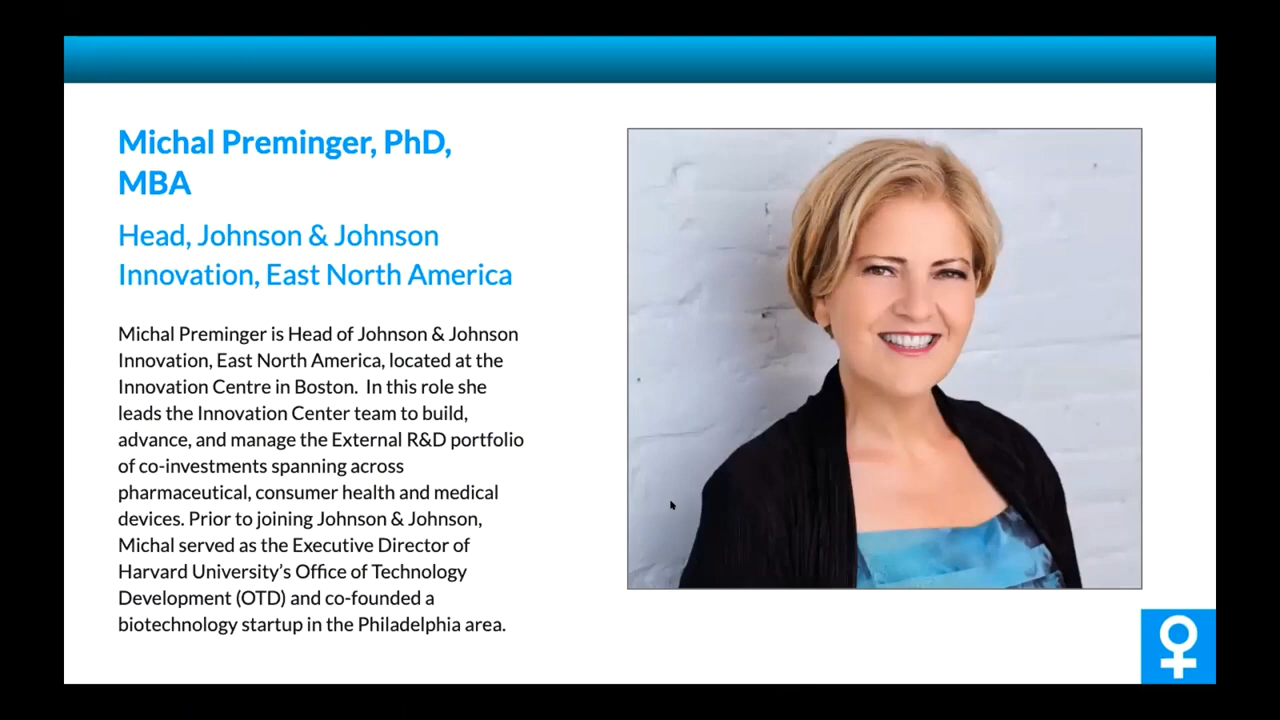 Michal Preminger, PhD,
MBA
Head, Johnson & Johnson
Innovation, East North America
Michal Preminger is Head of Johnson & Johnson
Innovation, East North America, located at the
Innovation Centre in Boston.  In this role she
leads the Innovation Center team to build,
advance, and manage the External R&D portfolio
of co-investments spanning across
pharmaceutical, consumer health and medical
devices. Prior to joining Johnson & Johnson,
Michal served as the Executive Director of
Harvard University’s Office of Technology
Development (OTD) and co-founded a
biotechnology startup in the Philadelphia area.